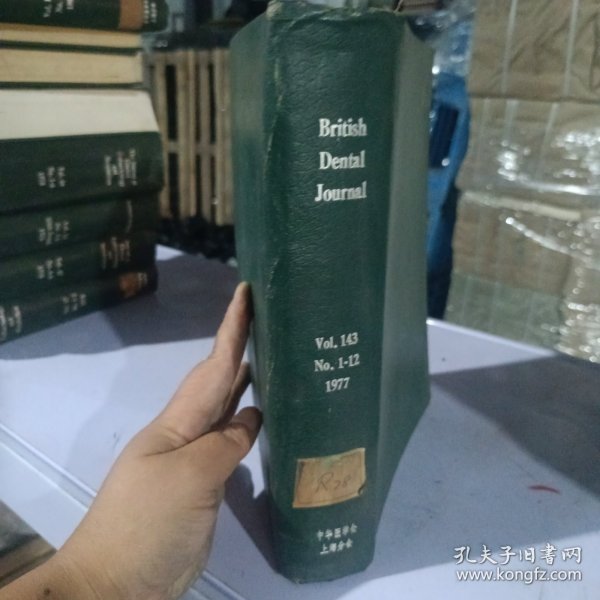 British
Dental
Journal
Vol. 143
No. 1-12
1977
R28
中华医学会
上海分会
孔夫子旧书网
www.kongfz.com